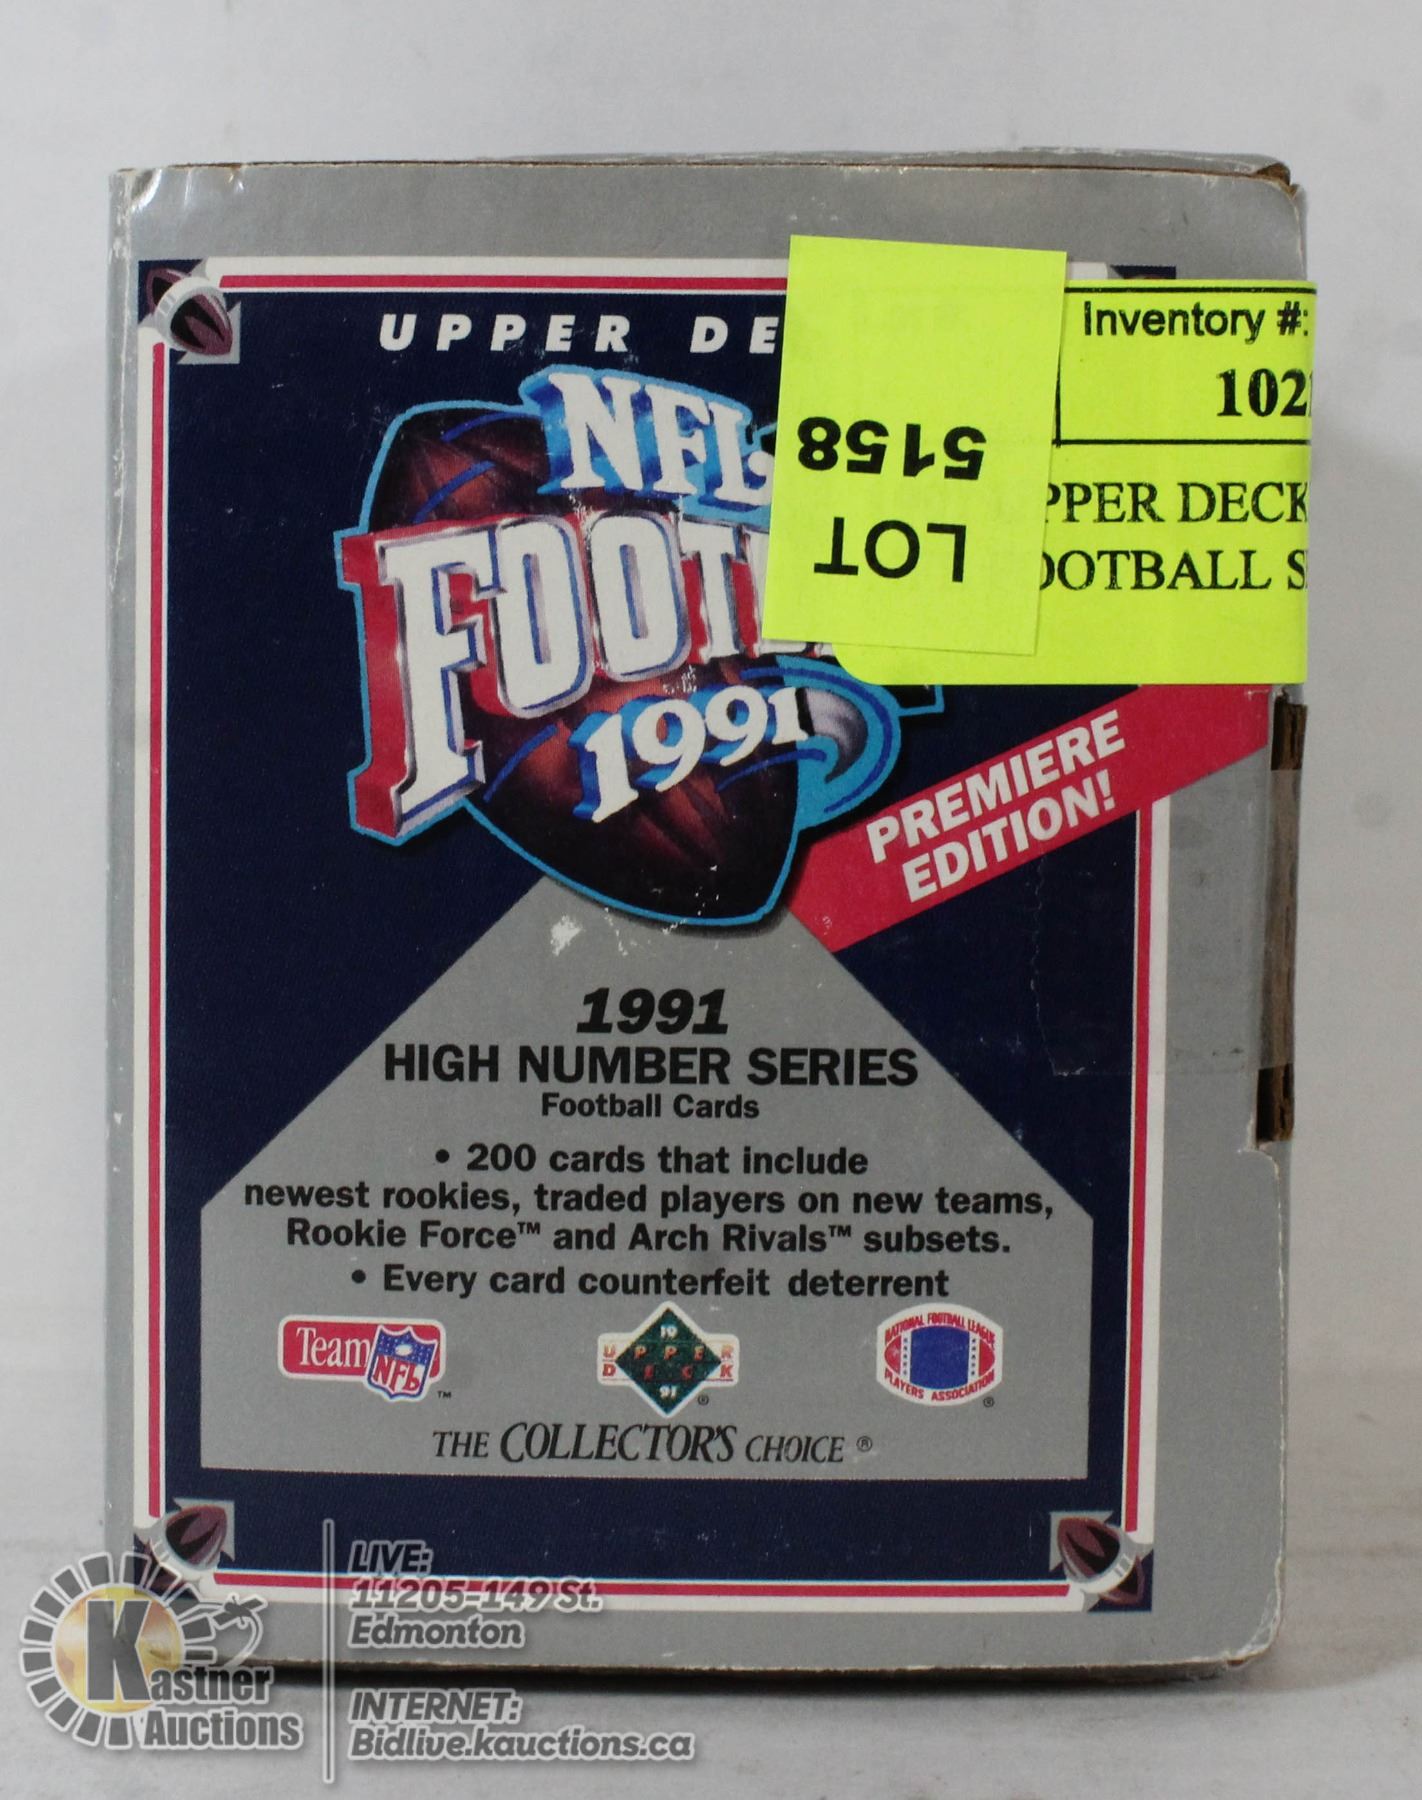 UPPER DE
NFL
FOOT
1991
LOT
5158
Inventory #:
102
PPER DECK
OOTBALL S
PREMIERE
EDITION!
1991
HIGH NUMBER SERIES
Football Cards
• 200 cards that include
newest rookies, traded players on new teams,
Rookie Force™ and Arch Rivals™ subsets.
• Every card counterfeit deterrent
Team NFL ™
19
UPPER
DECK
91 ®
NATIONAL FOOTBALL LEAGUE
PLAYERS ASSOCIATION ®
THE COLLECTOR'S CHOICE ®
Kastner
Auctions
LIVE:
11205-149 St.
Edmonton
INTERNET:
Bidlive.kauctions.ca